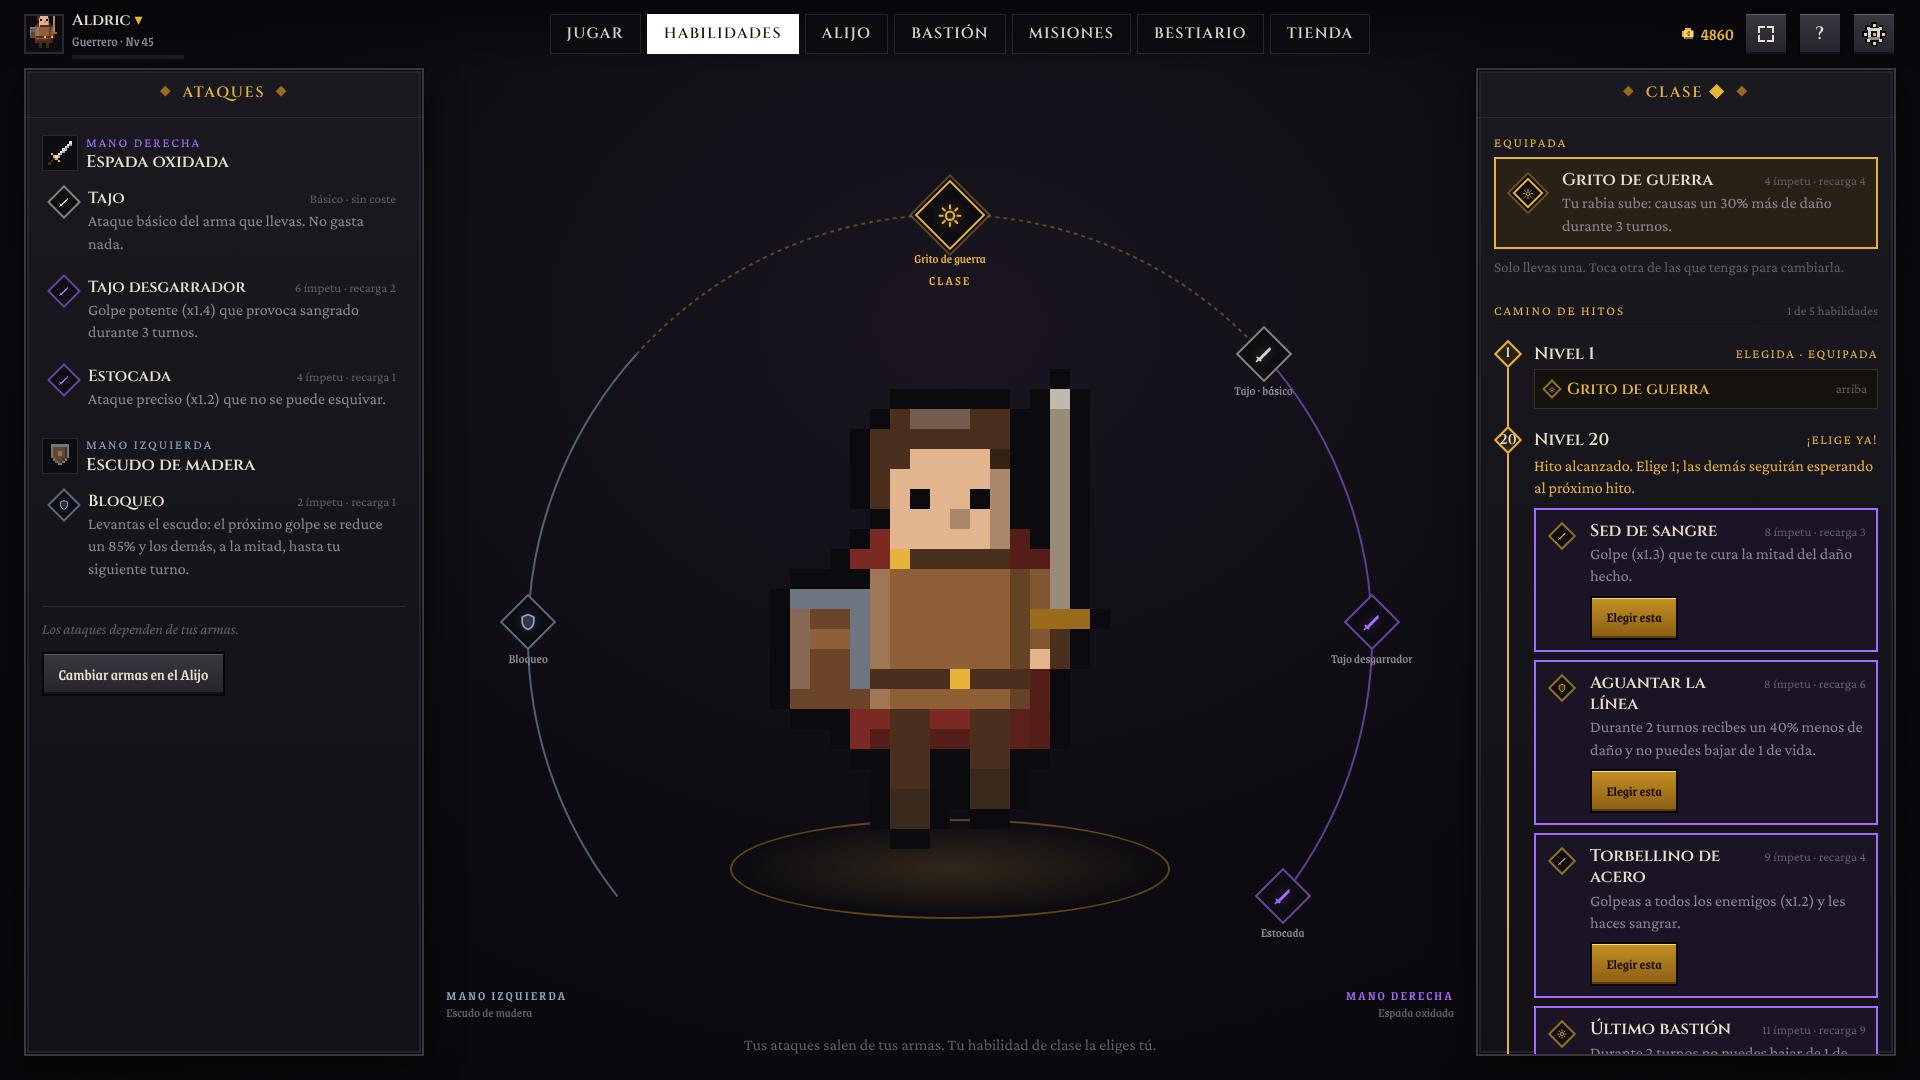 ALDRIC ▾
Guerrero · Nv 45
JUGAR
HABILIDADES
ALIJO
BASTIÓN
MISIONES
BESTIARIO
TIENDA
4860
?
ATAQUES
MANO DERECHA
ESPADA OXIDADA
TAJO
Básico · sin coste
Ataque básico del arma que llevas. No gasta
nada.
TAJO DESGARRADOR
6 ímpetu · recarga 2
Golpe potente (x1.4) que provoca sangrado
durante 3 turnos.
ESTOCADA
4 ímpetu · recarga 1
Ataque preciso (x1.2) que no se puede esquivar.
MANO IZQUIERDA
ESCUDO DE MADERA
BLOQUEO
2 ímpetu · recarga 1
Levantas el escudo: el próximo golpe se reduce
un 85% y los demás, a la mitad, hasta tu
siguiente turno.
Los ataques dependen de tus armas.
Cambiar armas en el Alijo
Grito de guerra
CLASE
Tajo · básico
Bloqueo
Tajo desgarrador
Estocada
MANO IZQUIERDA
Escudo de madera
MANO DERECHA
Espada oxidada
Tus ataques salen de tus armas. Tu habilidad de clase la eliges tú.
CLASE
EQUIPADA
GRITO DE GUERRA
4 ímpetu · recarga 4
Tu rabia sube: causas un 30% más de daño
durante 3 turnos.
Solo llevas una. Toca otra de las que tengas para cambiarla.
CAMINO DE HITOS
1 de 5 habilidades
1
NIVEL 1
ELEGIDA · EQUIPADA
GRITO DE GUERRA
arriba
20
NIVEL 20
¡ELIGE YA!
Hito alcanzado. Elige 1; las demás seguirán esperando
al próximo hito.
SED DE SANGRE
8 ímpetu · recarga 3
Golpe (x1.3) que te cura la mitad del daño
hecho.
Elegir esta
AGUANTAR LA
LÍNEA
8 ímpetu · recarga 6
Durante 2 turnos recibes un 40% menos de
daño y no puedes bajar de 1 de vida.
Elegir esta
TORBELLINO DE
ACERO
9 ímpetu · recarga 4
Golpeas a todos los enemigos (x1.2) y les
haces sangrar.
Elegir esta
ÚLTIMO BASTIÓN
11 ímpetu · recarga 9
Durante 2 turnos no puedes bajar de 1 de